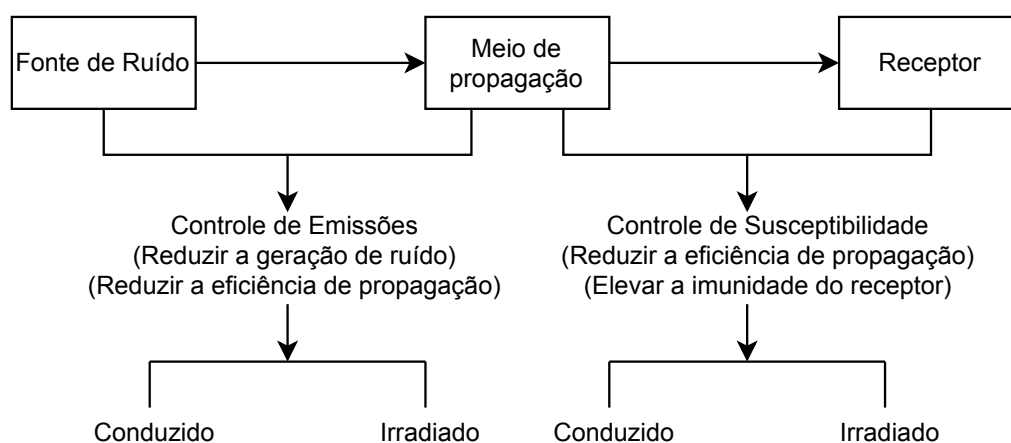 Fonte de Ruído
Meio de
propagação
Receptor
Controle de Emissões
(Reduzir a geração de ruído)
(Reduzir a eficiência de propagação)
Controle de Susceptibilidade
(Reduzir a eficiência de propagação)
(Elevar a imunidade do receptor)
Conduzido
Irradiado
Conduzido
Irradiado